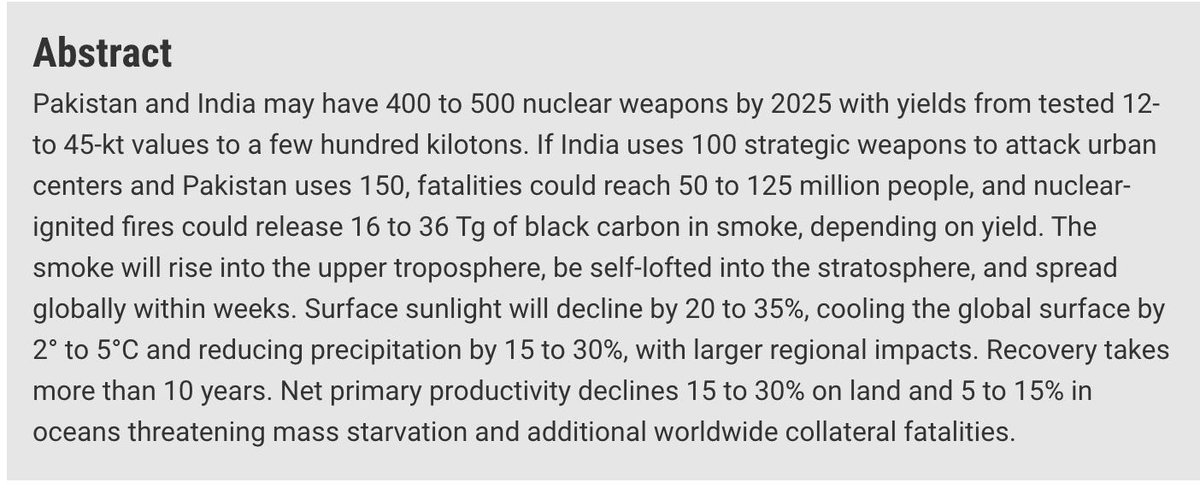 Abstract
Pakistan and India may have 400 to 500 nuclear weapons by 2025 with yields from tested 12-
to 45-kt values to a few hundred kilotons. If India uses 100 strategic weapons to attack urban
centers and Pakistan uses 150, fatalities could reach 50 to 125 million people, and nuclear-
ignited fires could release 16 to 36 Tg of black carbon in smoke, depending on yield. The
smoke will rise into the upper troposphere, be self-lofted into the stratosphere, and spread
globally within weeks. Surface sunlight will decline by 20 to 35%, cooling the global surface by
2° to 5°C and reducing precipitation by 15 to 30%, with larger regional impacts. Recovery takes
more than 10 years. Net primary productivity declines 15 to 30% on land and 5 to 15% in
oceans threatening mass starvation and additional worldwide collateral fatalities.